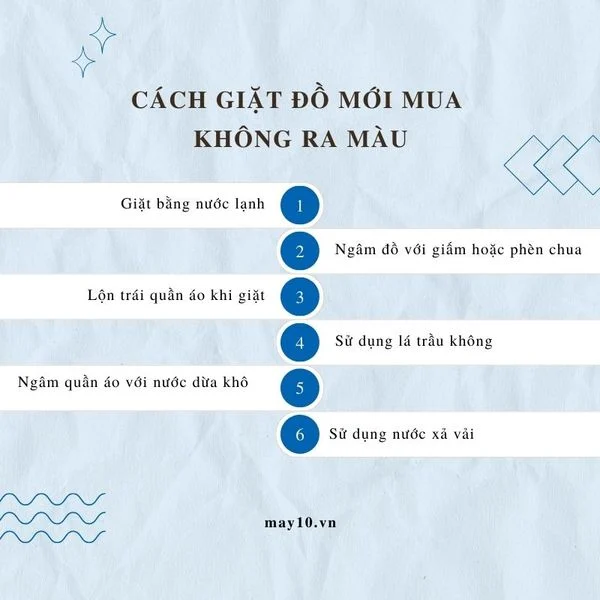 CÁCH GIẶT ĐỒ MỚI MUA
KHÔNG RA MÀU
Giặt bằng nước lạnh 1
2 Ngâm đồ với giấm hoặc phèn chua
Lộn trái quần áo khi giặt 3
4 Sử dụng lá trầu không
Ngâm quần áo với nước dừa khô 5
6 Sử dụng nước xả vải
may10.vn